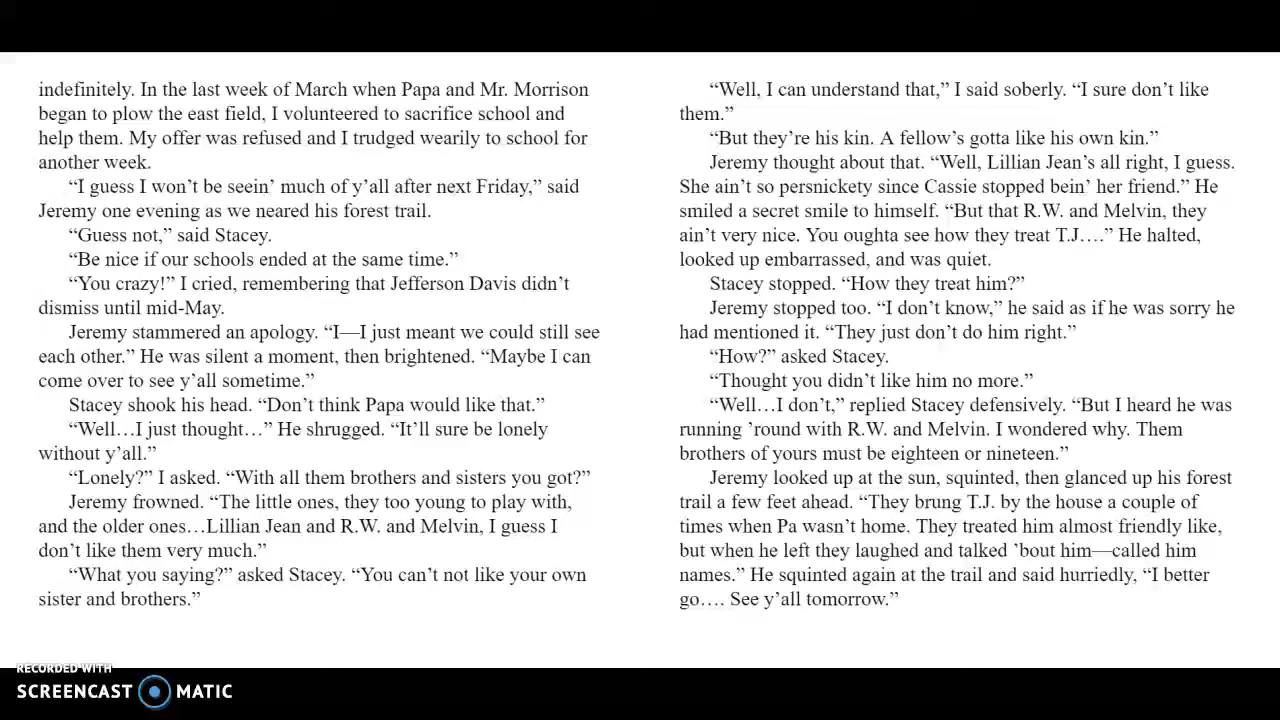 indefinitely. In the last week of March when Papa and Mr. Morrison
began to plow the east field, I volunteered to sacrifice school and
help them. My offer was refused and I trudged wearily to school for
another week.
“I guess I won’t be seein’ much of y’all after next Friday,” said
Jeremy one evening as we neared his forest trail.
“Guess not,” said Stacey.
“Be nice if our schools ended at the same time.”
“You crazy!” I cried, remembering that Jefferson Davis didn’t
dismiss until mid-May.
Jeremy stammered an apology. “I—I just meant we could still see
each other.” He was silent a moment, then brightened. “Maybe I can
come over to see y’all sometime.”
Stacey shook his head. “Don’t think Papa would like that.”
“Well…I just thought…” He shrugged. “It’ll sure be lonely
without y’all.”
“Lonely?” I asked. “With all them brothers and sisters you got?”
Jeremy frowned. “The little ones, they too young to play with,
and the older ones…Lillian Jean and R.W. and Melvin, I guess I
don’t like them very much.”
“What you saying?” asked Stacey. “You can’t not like your own
sister and brothers.”
“Well, I can understand that,” I said soberly. “I sure don’t like
them.”
“But they’re his kin. A fellow’s gotta like his own kin.”
Jeremy thought about that. “Well, Lillian Jean’s all right, I guess.
She ain’t so persnickety since Cassie stopped bein’ her friend.” He
smiled a secret smile to himself. “But that R.W. and Melvin, they
ain’t very nice. You oughta see how they treat T.J.…” He halted,
looked up embarrassed, and was quiet.
Stacey stopped. “How they treat him?”
Jeremy stopped too. “I don’t know,” he said as if he was sorry he
had mentioned it. “They just don’t do him right.”
“How?” asked Stacey.
“Thought you didn’t like him no more.”
“Well…I don’t,” replied Stacey defensively. “But I heard he was
running ’round with R.W. and Melvin. I wondered why. Them
brothers of yours must be eighteen or nineteen.”
Jeremy looked up at the sun, squinted, then glanced up his forest
trail a few feet ahead. “They brung T.J. by the house a couple of
times when Pa wasn’t home. They treated him almost friendly like,
but when he left they laughed and talked ’bout him—called him
names.” He squinted again at the trail and said hurriedly, “I better
go…. See y’all tomorrow.”
RECORDED WITH
SCREENCAST MATIC